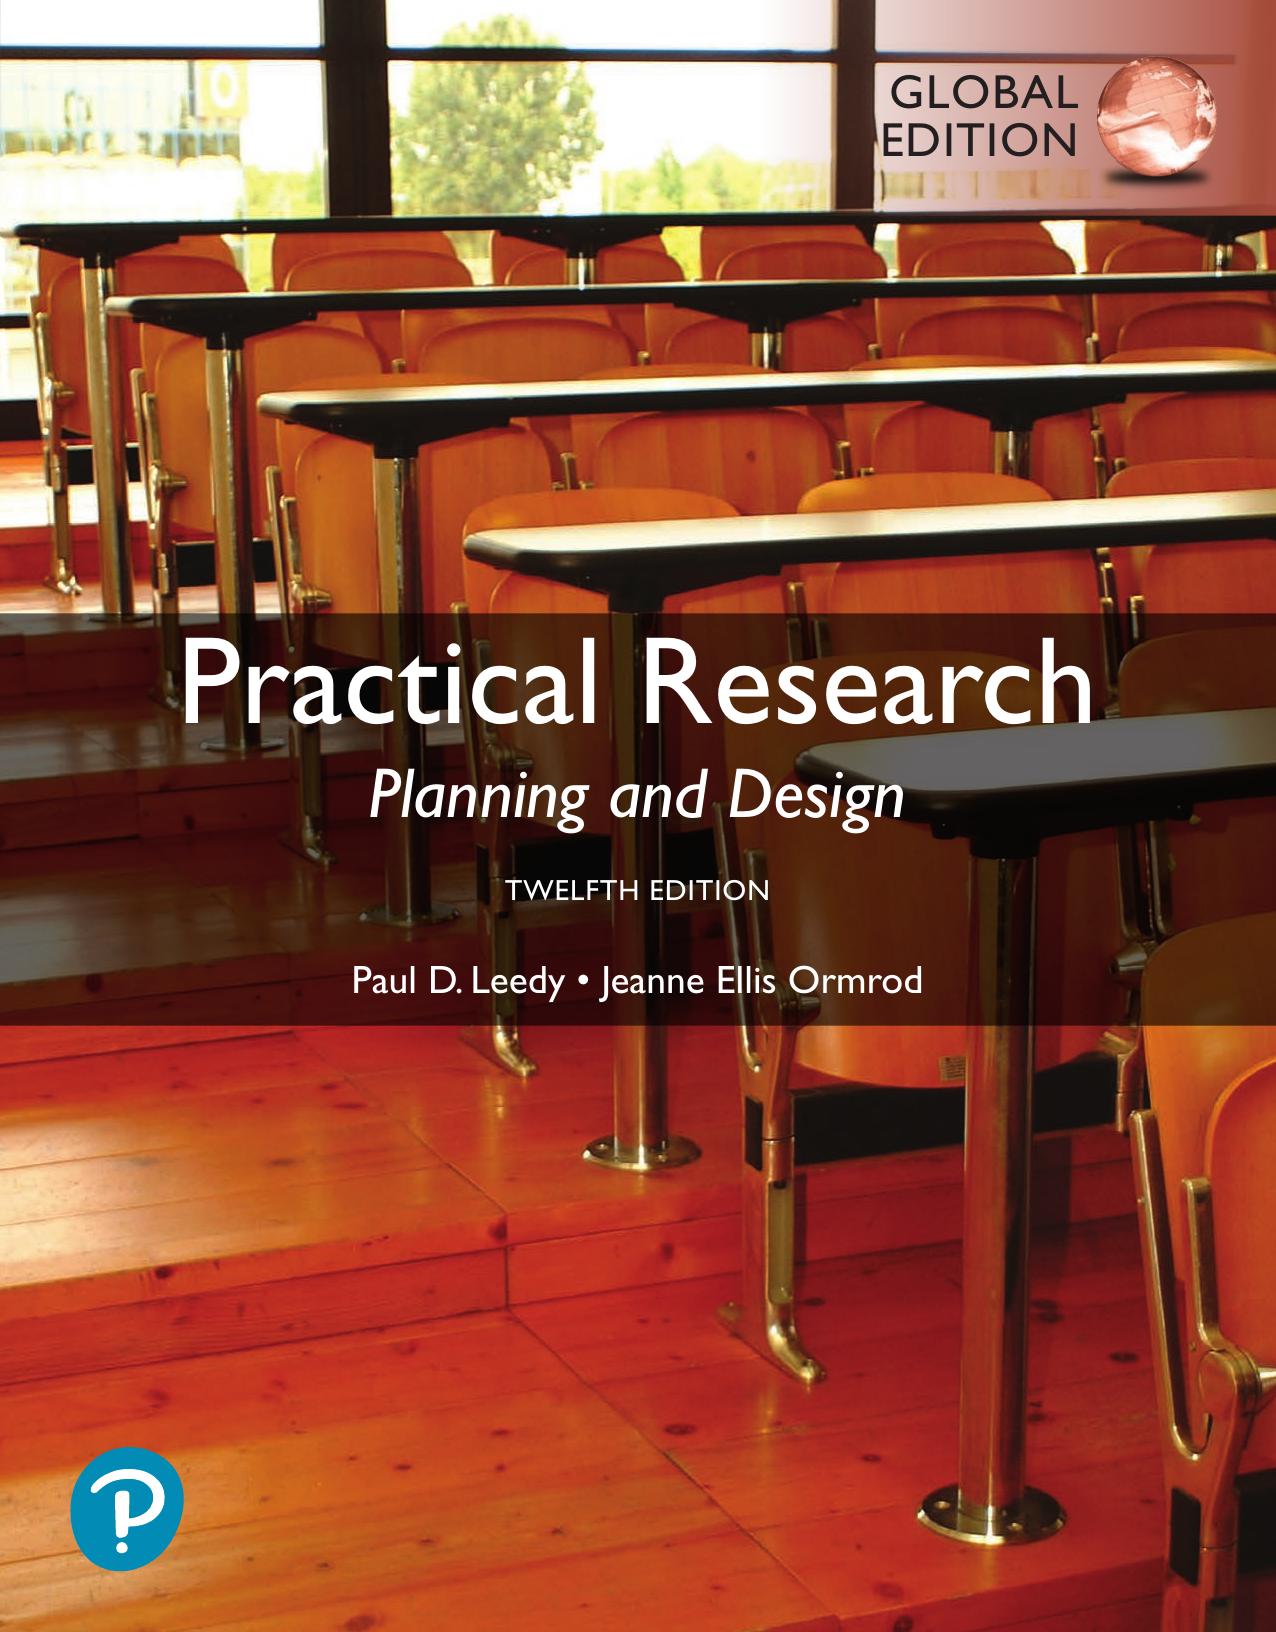 GLOBAL
EDITION
Practical Research
Planning and Design
TWELFTH EDITION
Paul D. Leedy • Jeanne Ellis Ormrod